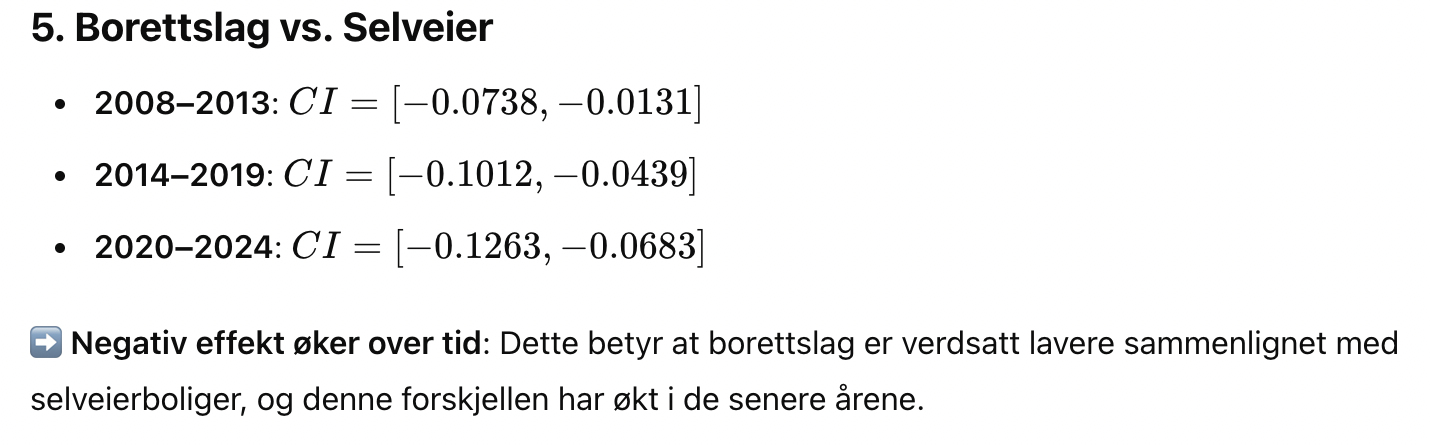 5. Borettslag vs. Selveier
• 2008–2013: CI = [−0.0738, −0.0131]
• 2014–2019: CI = [−0.1012, −0.0439]
• 2020–2024: CI = [−0.1263, −0.0683]
➡️ Negativ effekt øker over tid: Dette betyr at borettslag er verdsatt lavere sammenlignet med
selveierboliger, og denne forskjellen har økt i de senere årene.